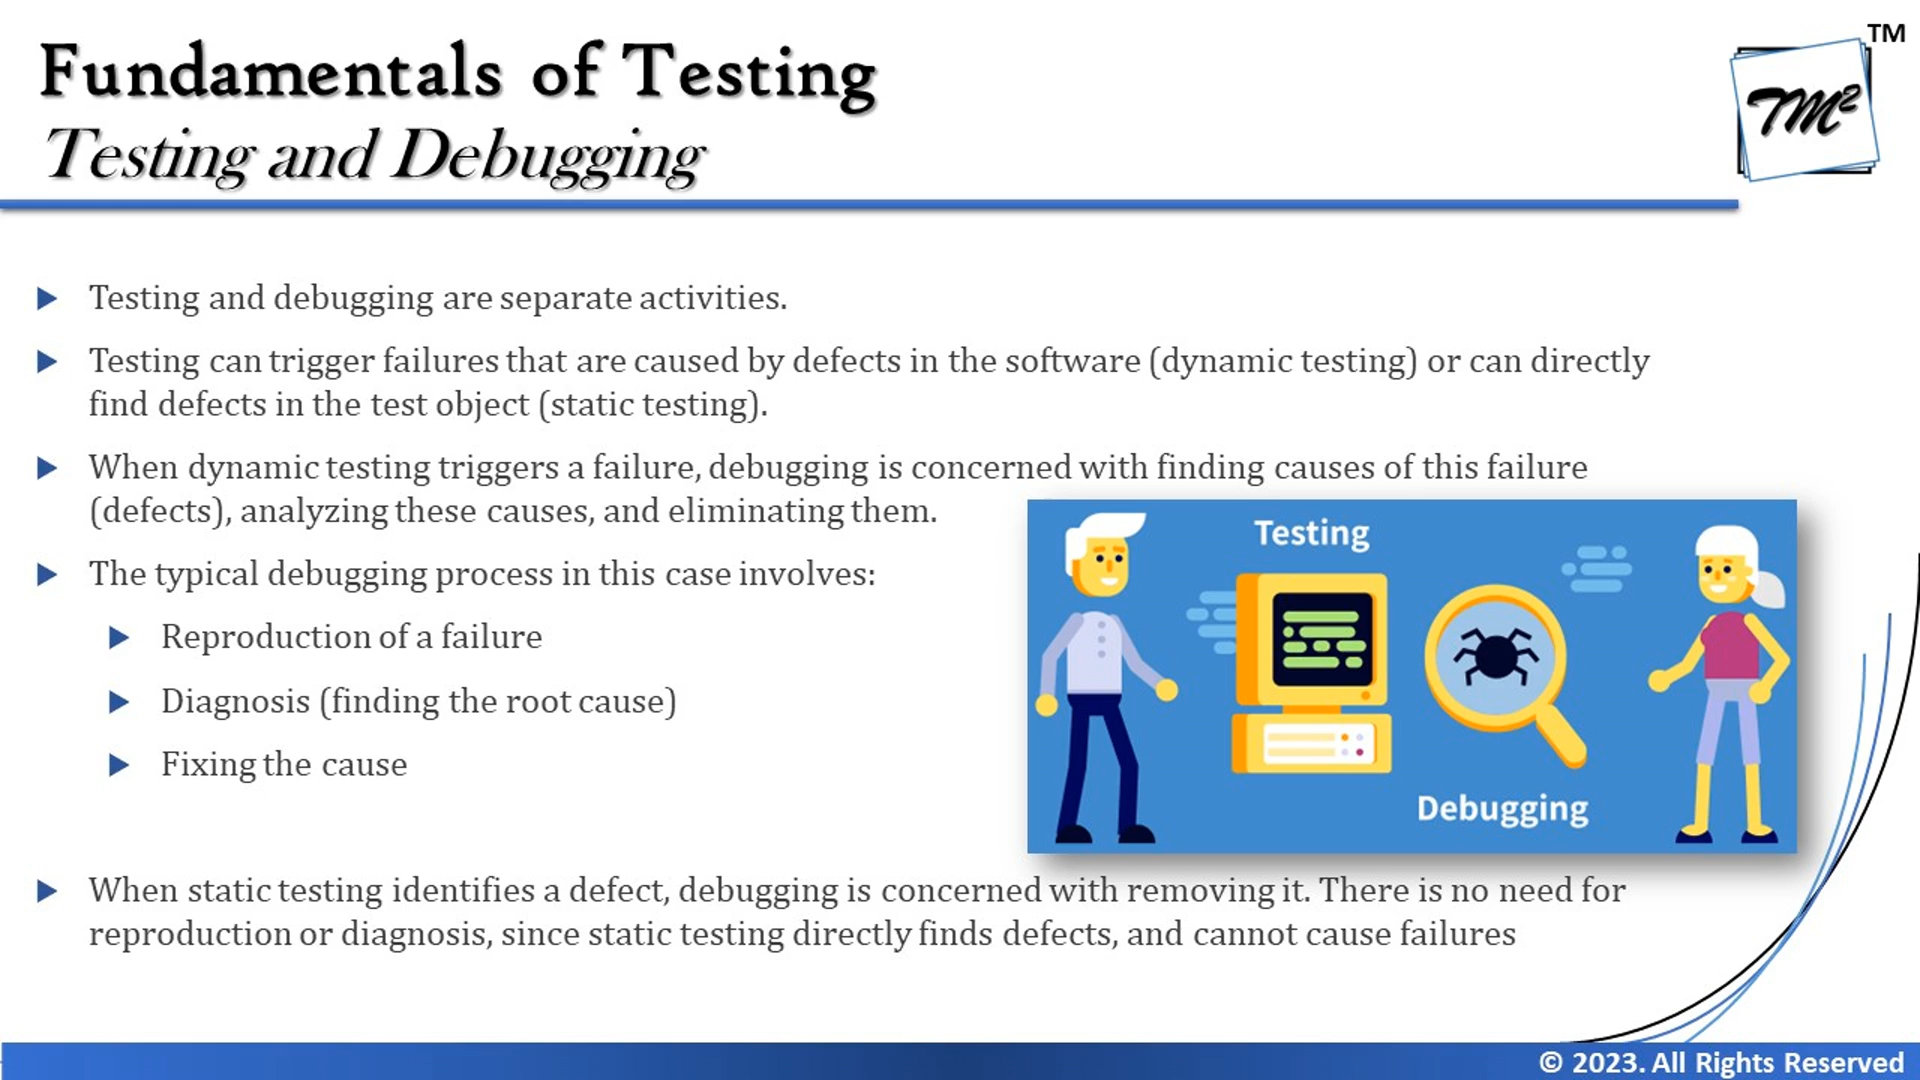 Fundamentals of Testing
Testing and Debugging
TM
TM²
Testing and debugging are separate activities.
Testing can trigger failures that are caused by defects in the software (dynamic testing) or can directly
find defects in the test object (static testing).
When dynamic testing triggers a failure, debugging is concerned with finding causes of this failure
(defects), analyzing these causes, and eliminating them.
The typical debugging process in this case involves:
Reproduction of a failure
Diagnosis (finding the root cause)
Fixing the cause
Testing
Debugging
When static testing identifies a defect, debugging is concerned with removing it. There is no need for
reproduction or diagnosis, since static testing directly finds defects, and cannot cause failures
© 2023. All Rights Reserved